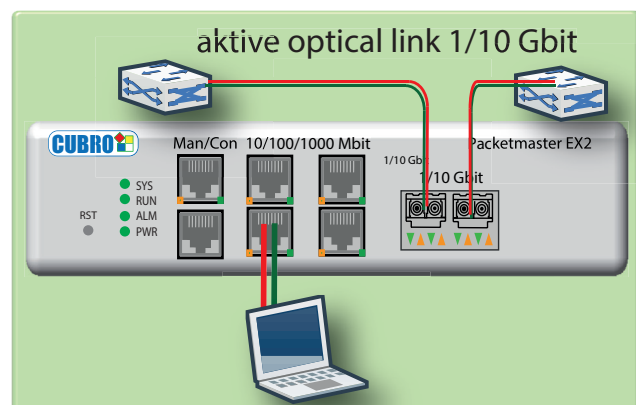 aktive optical link 1/10 Gbit
CUBRO
Man/Con 10/100/1000 Mbit
Packetmaster EX2
1/10 Gb
1/10 Gbit
SYS
RUN
RST
ALM
PWR